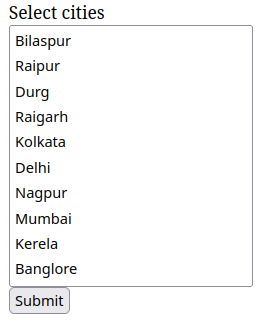 Select cities
Bilaspur
Raipur
Durg
Raigarh
Kolkata
Delhi
Nagpur
Mumbai
Kerela
Banglore
Submit